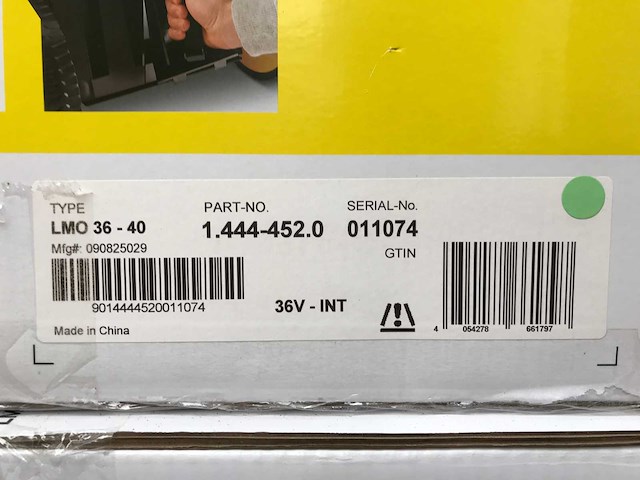 TYPE
LMO 36 - 40
Mfg#: 090825029
9014444520011074
Made in China
PART-NO.
1.444-452.0
SERIAL-No.
011074
GTIN
36V - INT
4 054278 661797